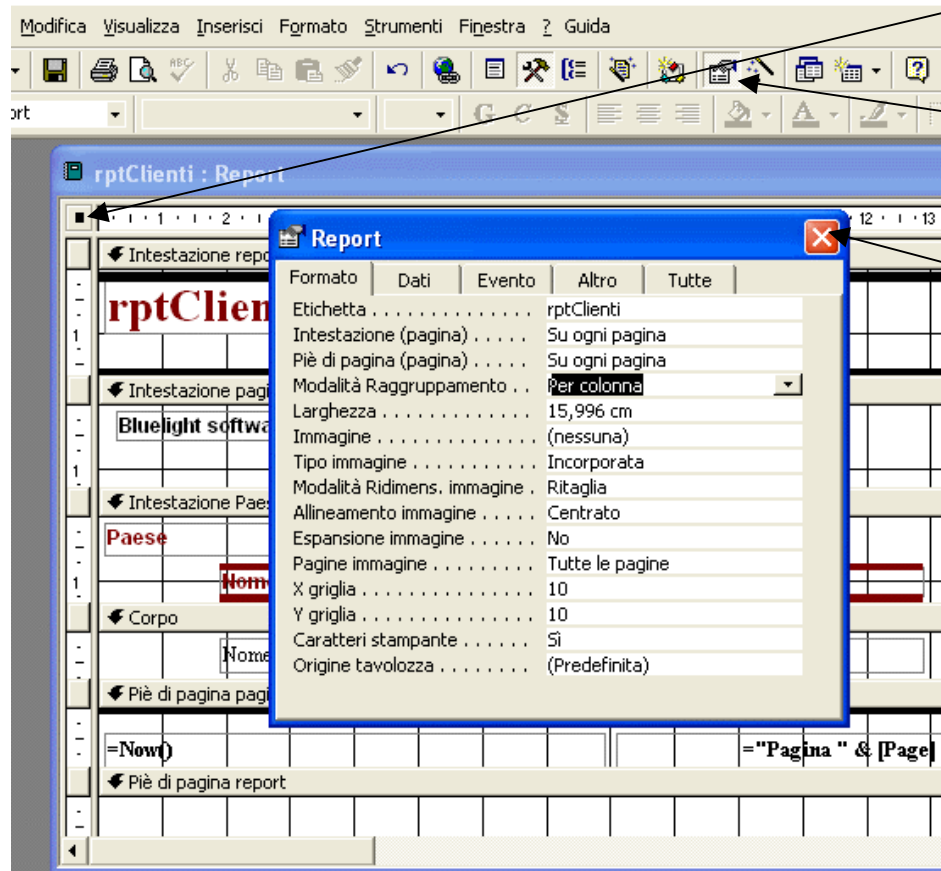 Modifica Visualizza Inserisci Formato Strumenti Finestra ? Guida
ort G C S
rptClienti : Report
1 2 12 13
Intestazione repo
rptClien
1
Intestazione pagi
Bluelight softwa
1
Intestazione Paes
Paese
Nome
1
Corpo
Nome
Piè di pagina pagi
=Now() ="Pagina " & [Page]
Piè di pagina report
Report
Formato Dati Evento Altro Tutte
Etichetta . . . . . . . . . . . . . . . rptClienti
Intestazione (pagina) . . . . . Su ogni pagina
Piè di pagina (pagina) . . . . . Su ogni pagina
Modalità Raggruppamento . . Per colonna
Larghezza . . . . . . . . . . . . . . 15,996 cm
Immagine . . . . . . . . . . . . . . (nessuna)
Tipo immagine . . . . . . . . . . . Incorporata
Modalità Ridimens. immagine . Ritaglia
Allineamento immagine . . . . . Centrato
Espansione immagine . . . . . . No
Pagine immagine . . . . . . . . . Tutte le pagine
X griglia . . . . . . . . . . . . . . . . 10
Y griglia . . . . . . . . . . . . . . . . 10
Caratteri stampante . . . . . . Sì
Origine tavolozza . . . . . . . . (Predefinita)